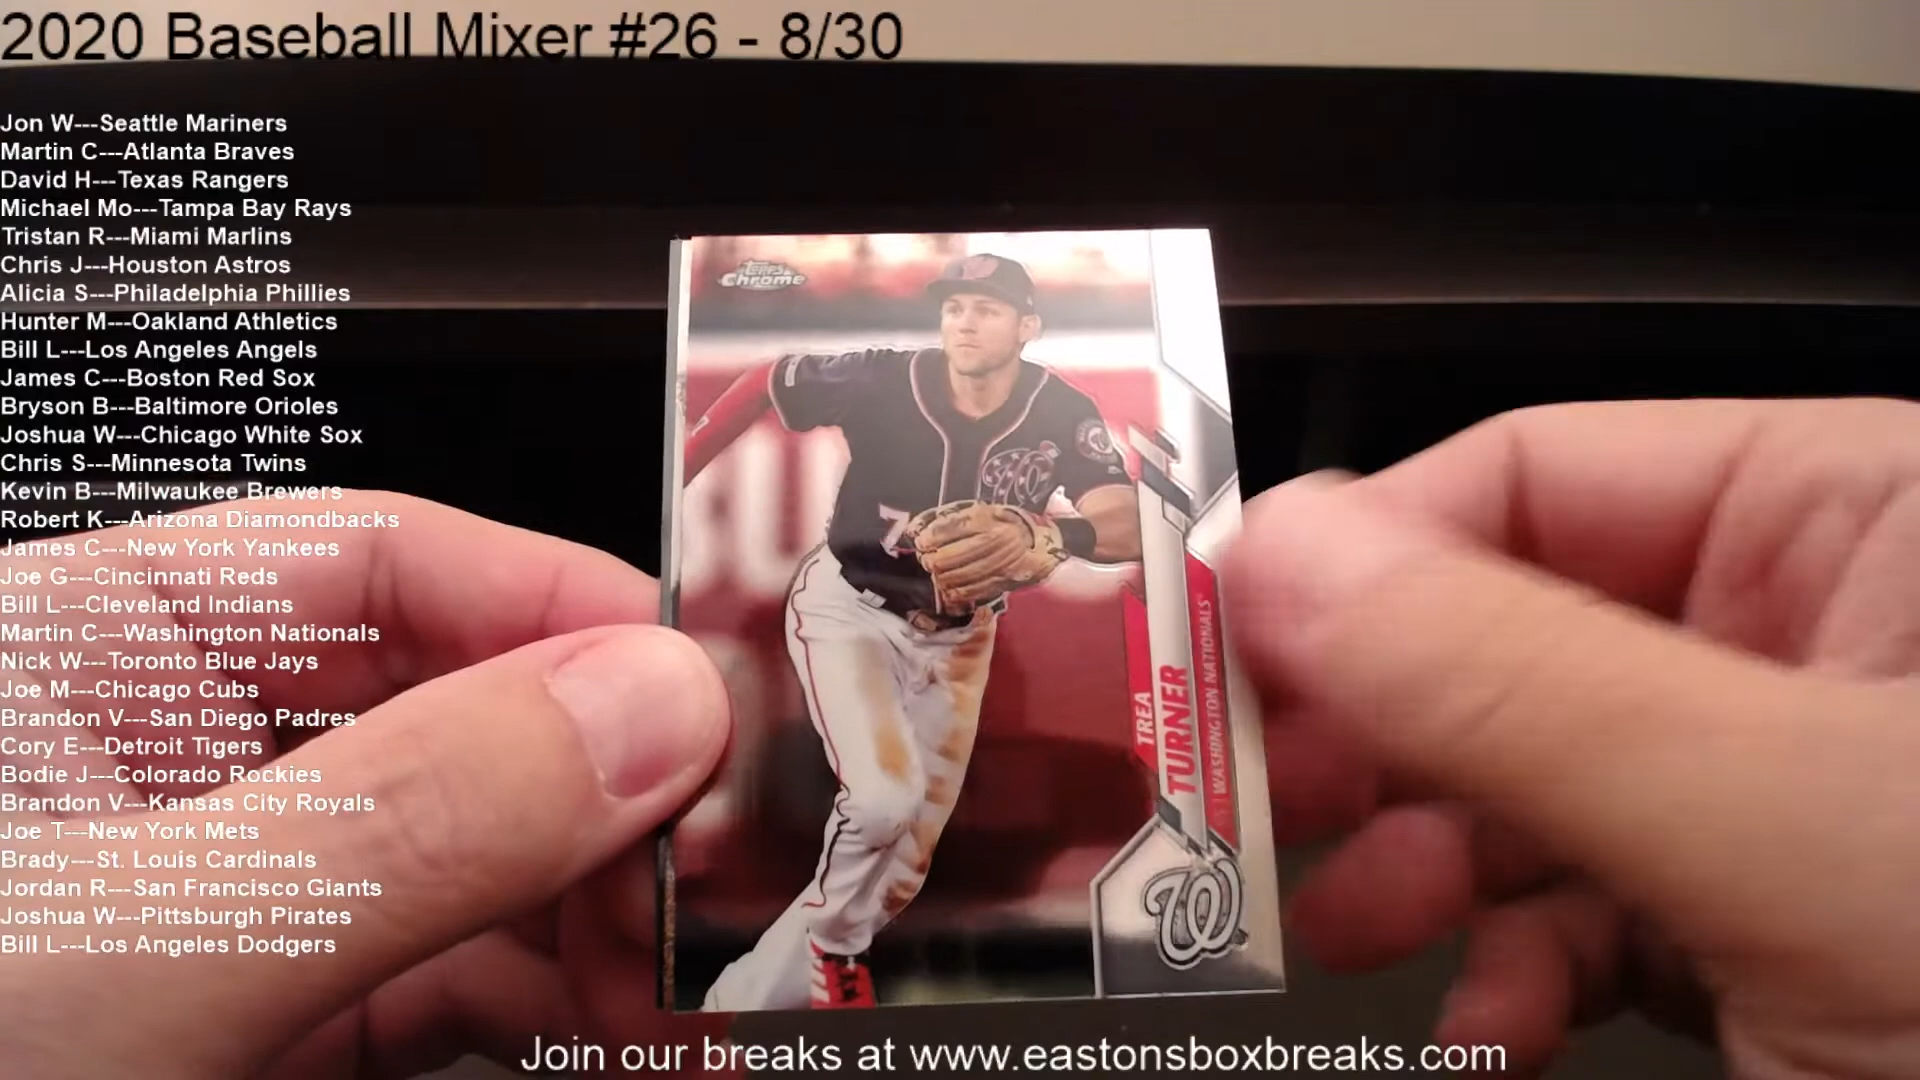 2020 Baseball Mixer #26 - 8/30
Jon W---Seattle Mariners
Martin C---Atlanta Braves
David H---Texas Rangers
Michael Mo---Tampa Bay Rays
Tristan R---Miami Marlins
Chris J---Houston Astros
Alicia S---Philadelphia Phillies
Hunter M---Oakland Athletics
Bill L---Los Angeles Angels
James C---Boston Red Sox
Bryson B---Baltimore Orioles
Joshua W---Chicago White Sox
Chris S---Minnesota Twins
Kevin B---Milwaukee Brewers
Robert K---Arizona Diamondbacks
James C---New York Yankees
Joe G---Cincinnati Reds
Bill L---Cleveland Indians
Martin C---Washington Nationals
Nick W---Toronto Blue Jays
Joe M---Chicago Cubs
Brandon V---San Diego Padres
Cory E---Detroit Tigers
Bodie J---Colorado Rockies
Brandon V---Kansas City Royals
Joe T---New York Mets
Brady---St. Louis Cardinals
Jordan R---San Francisco Giants
Joshua W---Pittsburgh Pirates
Bill L---Los Angeles Dodgers
Topps
Chrome
7
TREA
TURNER
WASHINGTON NATIONALS
W
Join our breaks at www.eastonsboxbreaks.com